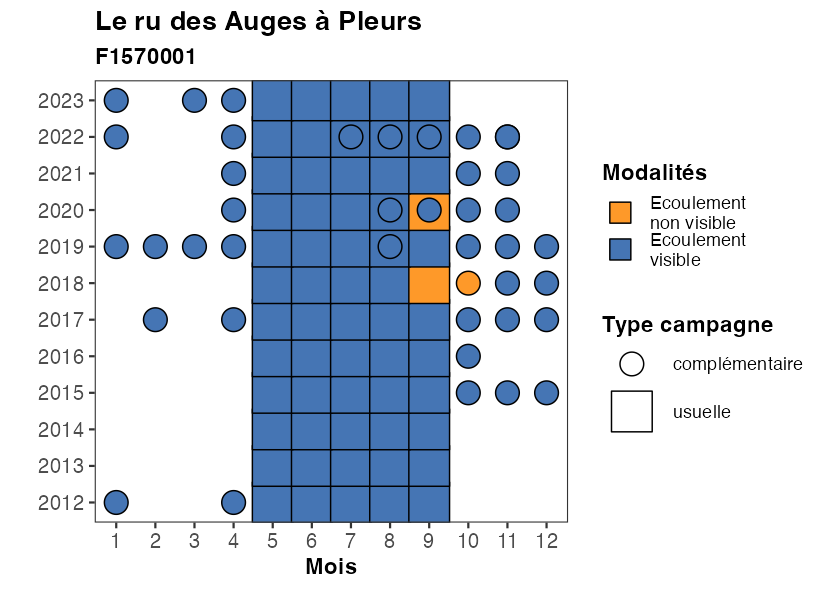 Le ru des Auges à Pleurs
F1570001
2023
2022
2021
2020
2019
2018
2017
2016
2015
2014
2013
2012
1 2 3 4 5 6 7 8 9 10 11 12
Mois
Modalités
Ecoulement
non visible
Ecoulement
visible
Type campagne
complémentaire
usuelle